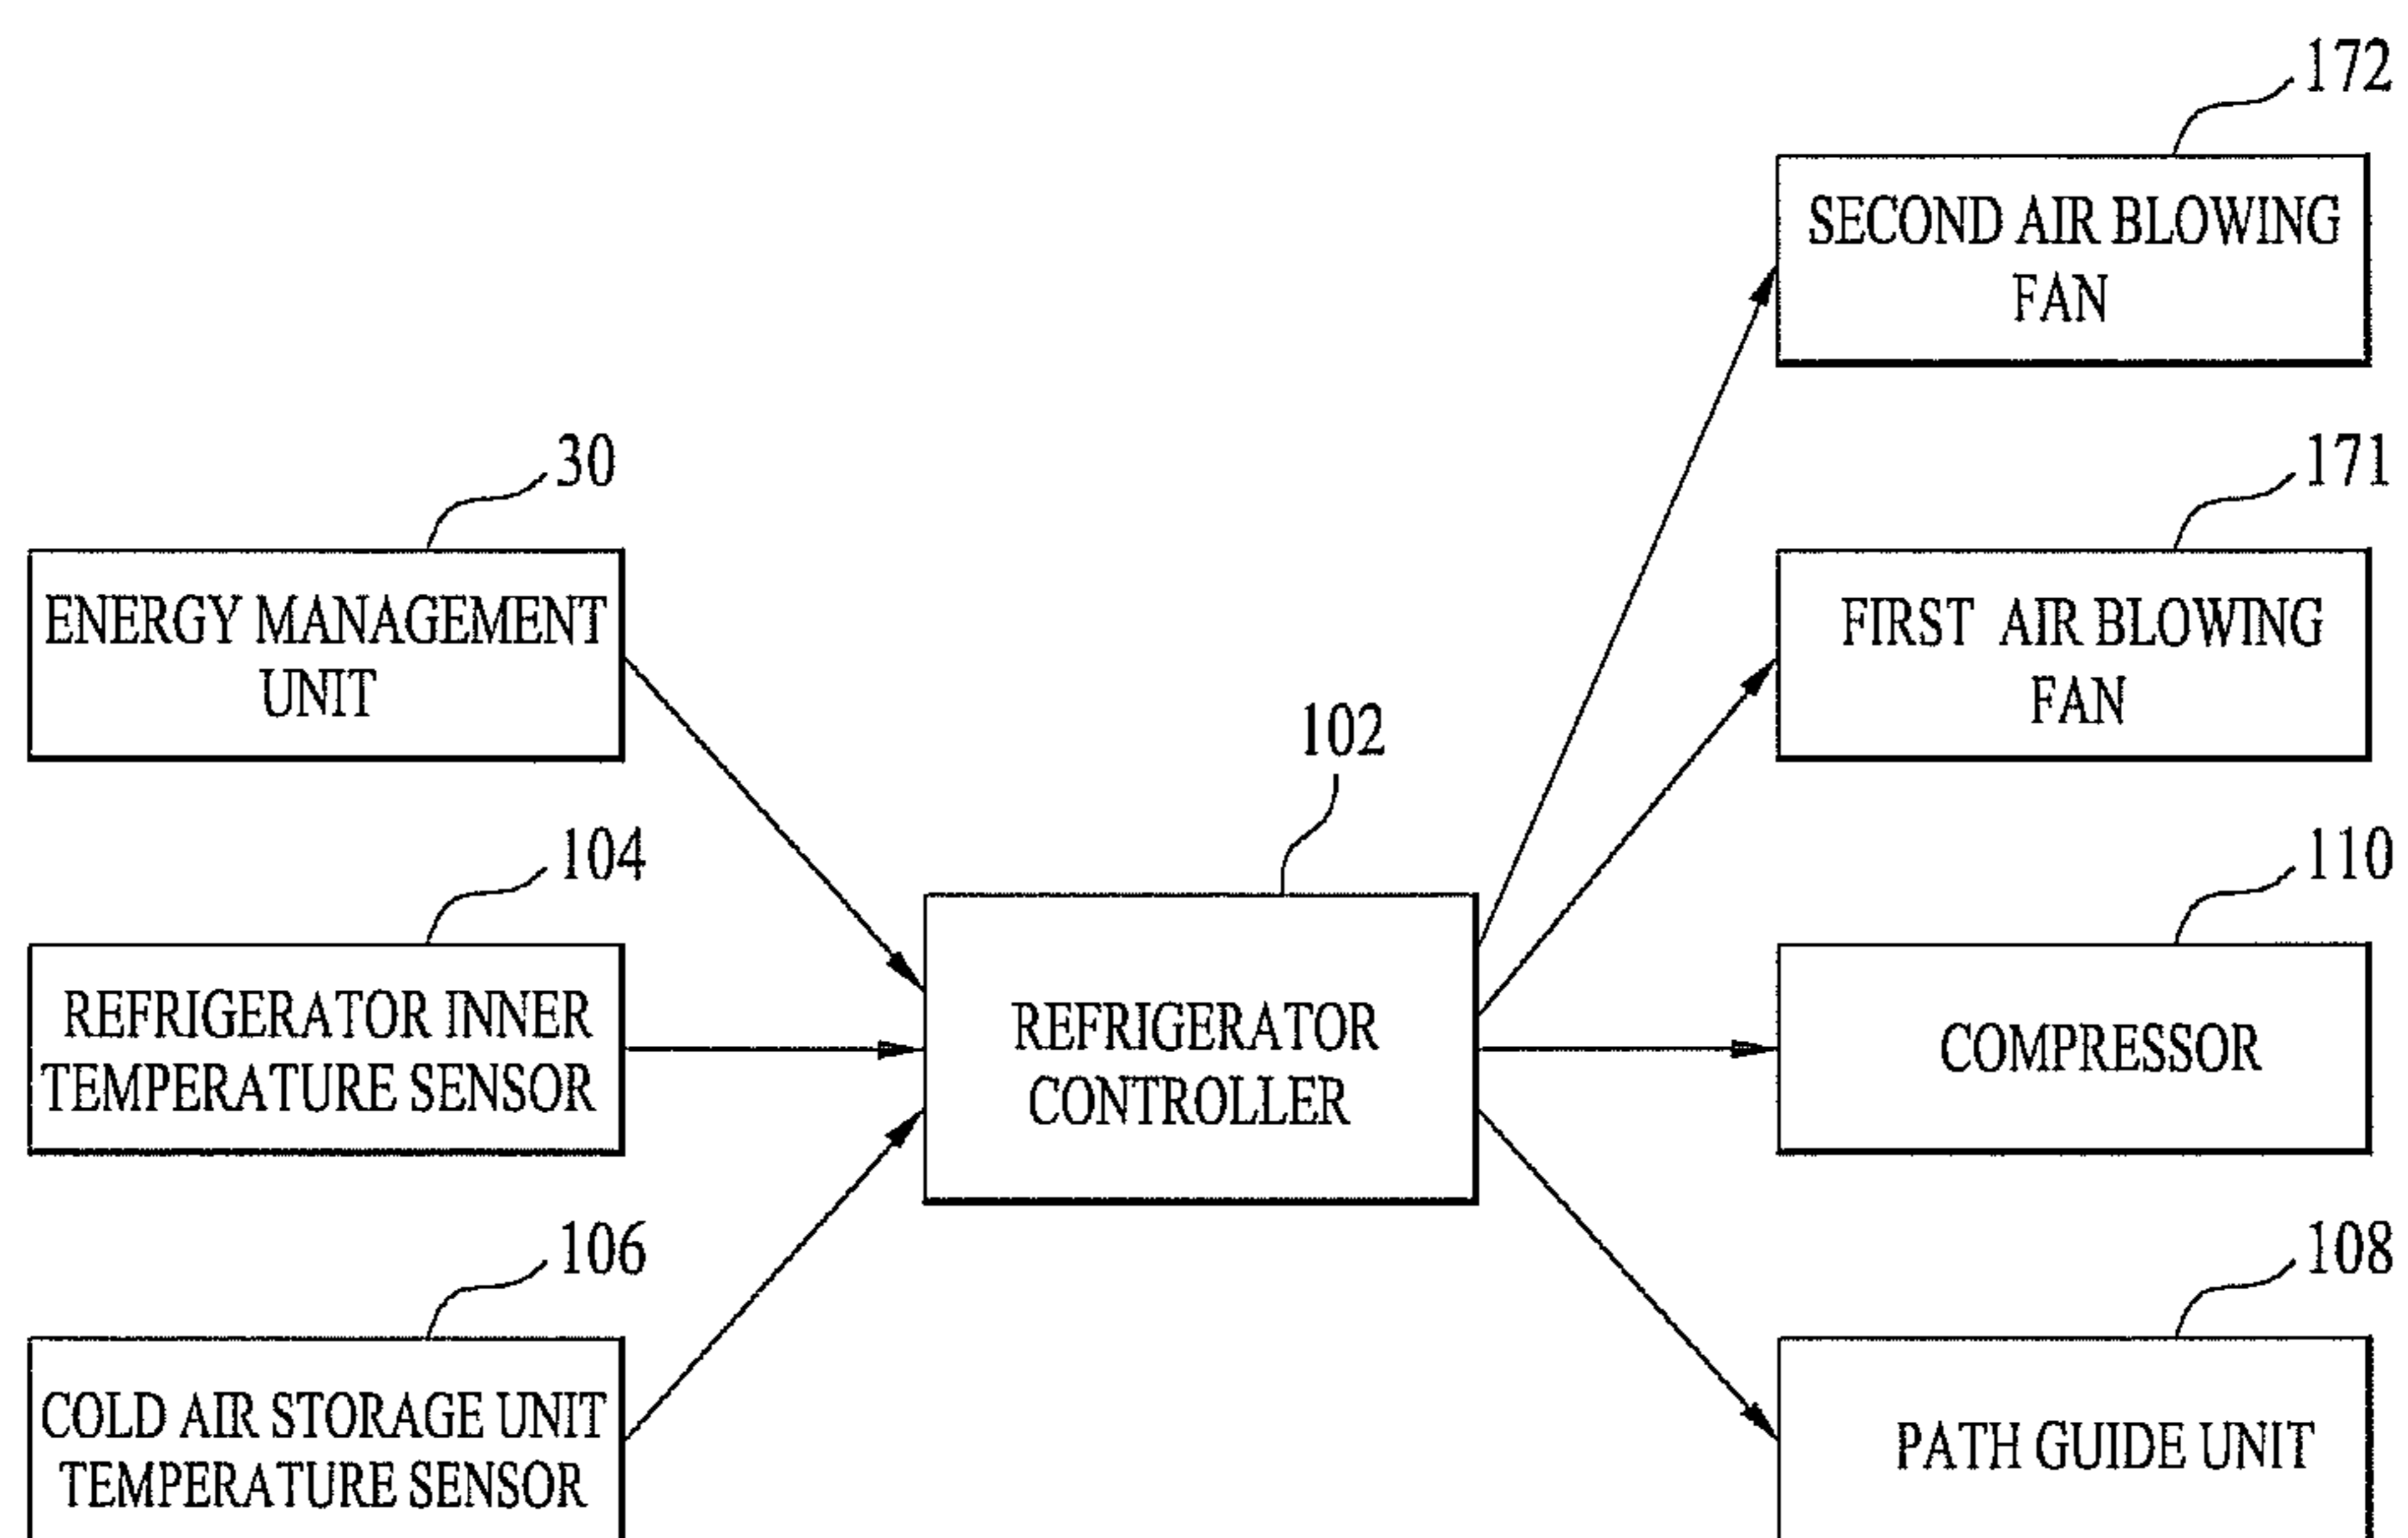 172
SECOND AIR BLOWING
FAN
30
171
ENERGY MANAGEMENT
UNIT
FIRST AIR BLOWING
FAN
102
104
110
REFRIGERATOR INNER
TEMPERATURE SENSOR
REFRIGERATOR
CONTROLLER
COMPRESSOR
106
108
COLD AIR STORAGE UNIT
TEMPERATURE SENSOR
PATH GUIDE UNIT